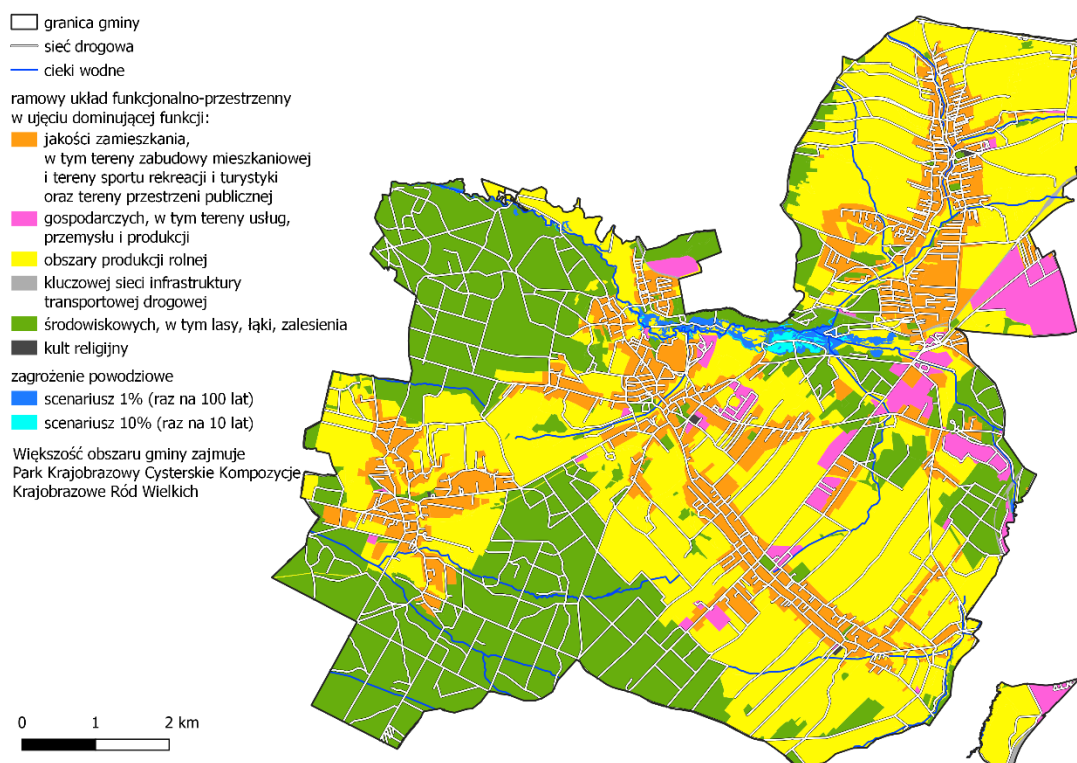 granica gminy
sieć drogowa
cieki wodne
ramowy układ funkcjonalno-przestrzenny
w ujęciu dominującej funkcji:
jakości zamieszkania,
w tym tereny zabudowy mieszkaniowej
i tereny sportu rekreacji i turystyki
oraz tereny przestrzeni publicznej
gospodarczych, w tym tereny usług,
przemysłu i produkcji
obszary produkcji rolnej
kluczowej sieci infrastruktury
transportowej drogowej
środowiskowych, w tym lasy, łąki, zalesienia
kult religijny
zagrożenie powodziowe
scenariusz 1% (raz na 100 lat)
scenariusz 10% (raz na 10 lat)
Większość obszaru gminy zajmuje
Park Krajobrazowy Cysterskie Kompozycje
Krajobrazowe Ród Wielkich
0 1 2 km